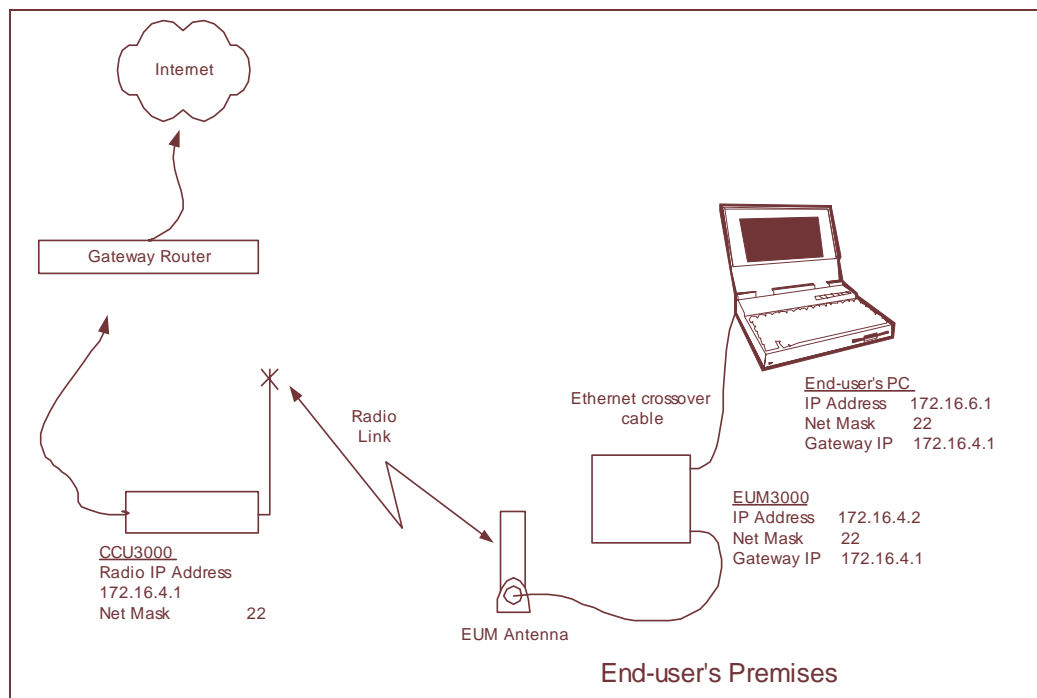 Internet
Gateway Router
Radio
Link
Ethernet crossover
cable
End-user's PC
IP Address 172.16.6.1
Net Mask 22
Gateway IP 172.16.4.1
EUM3000
IP Address 172.16.4.2
Net Mask 22
Gateway IP 172.16.4.1
CCU3000
Radio IP Address
172.16.4.1
Net Mask 22
EUM Antenna
End-user's Premises